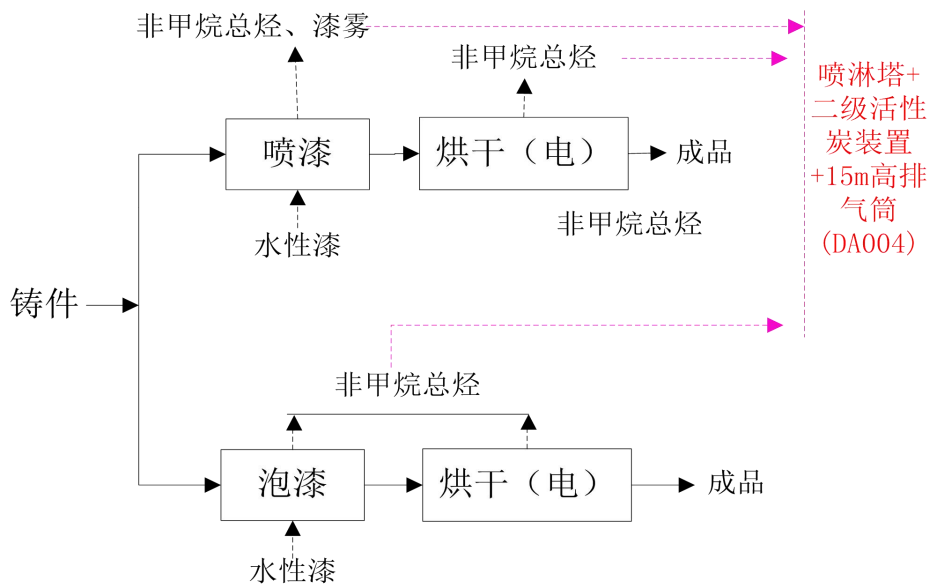 非甲烷总烃、漆雾
非甲烷总烃
喷淋塔+
二级活性
炭装置
+15m高排
气筒
(DA004)
喷漆
烘干（电）
成品
水性漆
非甲烷总烃
铸件
非甲烷总烃
泡漆
烘干（电）
成品
水性漆